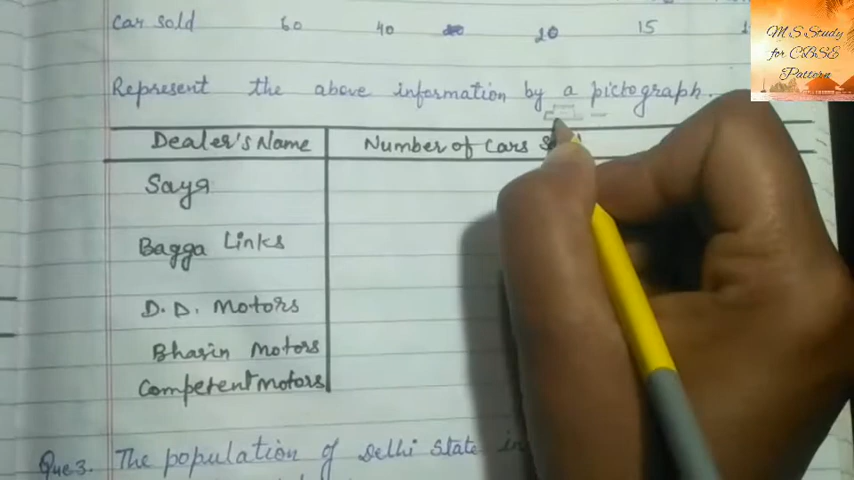 Car sold 60 40 20 15
Represent the above information by a pictograph.
Dealer's Name Number of Cars
Saya
Bagga Links
D.D. Motors
Bhasin Motors
Competent Motors
Que 3. The population of Delhi State in
M S Study
for CBSE
Pattern